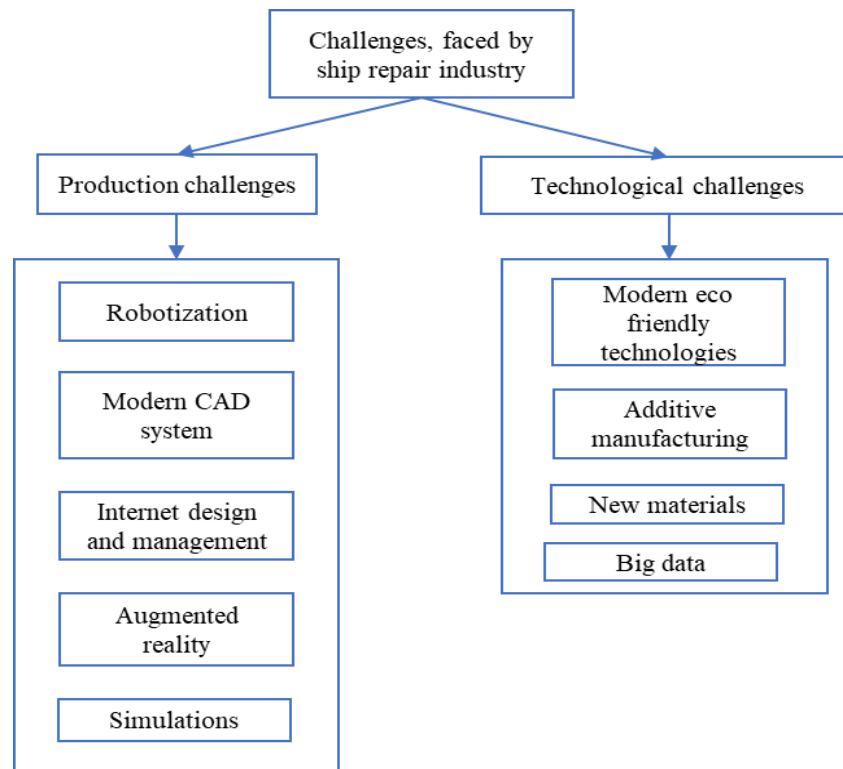 Challenges, faced by
ship repair industry
Production challenges
Technological challenges
Robotization
Modern CAD
system
Internet design
and management
Augmented
reality
Simulations
Modern eco
friendly
technologies
Additive
manufacturing
New materials
Big data